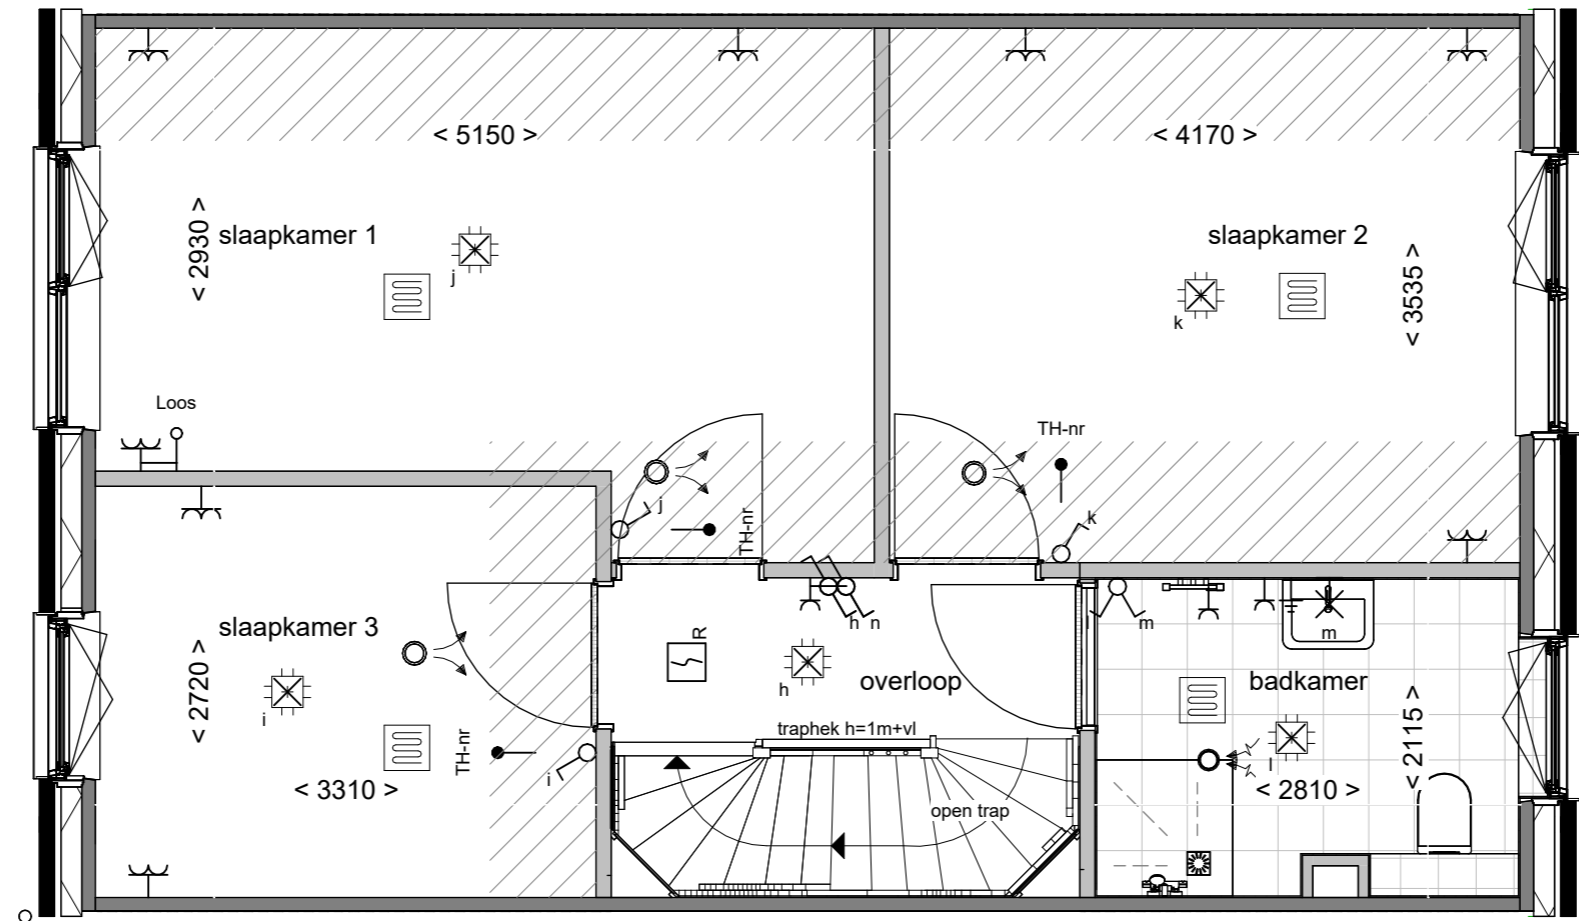 < 5150 >
< 4170 >
< 2930 >
slaapkamer 1
j
slaapkamer 2
k
< 3535 >
Loos
TH-nr
j
TH-nr
k
slaapkamer 3
i
< 2720 >
TH-nr
< 3310 >
i
R
h n
h
overloop
traphek h=1m+vl
open trap
l
m
m
badkamer
l
< 2810 >
< 2115 >